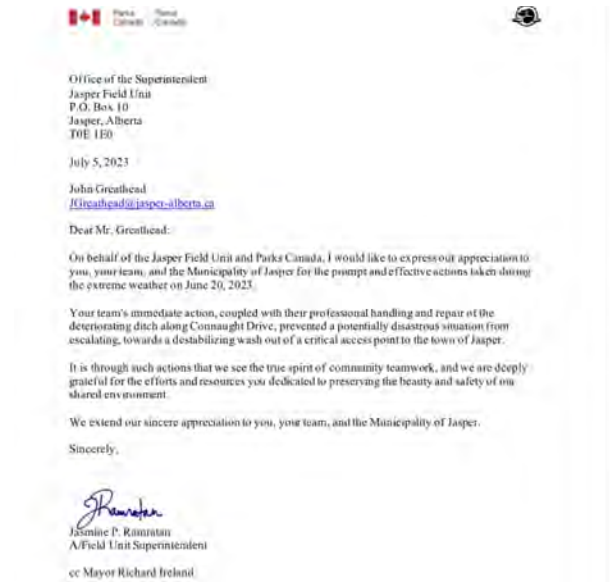 Parks Parcs
Canada Canada
Office of the Superintendent
Jasper Field Unit
P.O. Box 10
Jasper, Alberta
T0E 1E0
July 5, 2023
John Greathead
JGreathead@jasper-alberta.ca
Dear Mr. Greathead:
On behalf of the Jasper Field Unit and Parks Canada, I would like to express our appreciation to
you, your team, and the Municipality of Jasper for the prompt and effective actions taken during
the extreme weather on June 20, 2023.
Your team's immediate action, coupled with their professional handling and repair of the
deteriorating ditch along Connaught Drive, prevented a potentially disastrous situation from
escalating, towards a destabilizing wash out of a critical access point to the town of Jasper.
It is through such actions that we see the true spirit of community teamwork, and we are deeply
grateful for the efforts and resources you dedicated to preserving the beauty and safety of our
shared environment.
We extend our sincere appreciation to you, your team, and the Municipality of Jasper.
Sincerely,
JRamratan
Jasmine P. Ramratan
A/Field Unit Superintendent
cc Mayor Richard Ireland